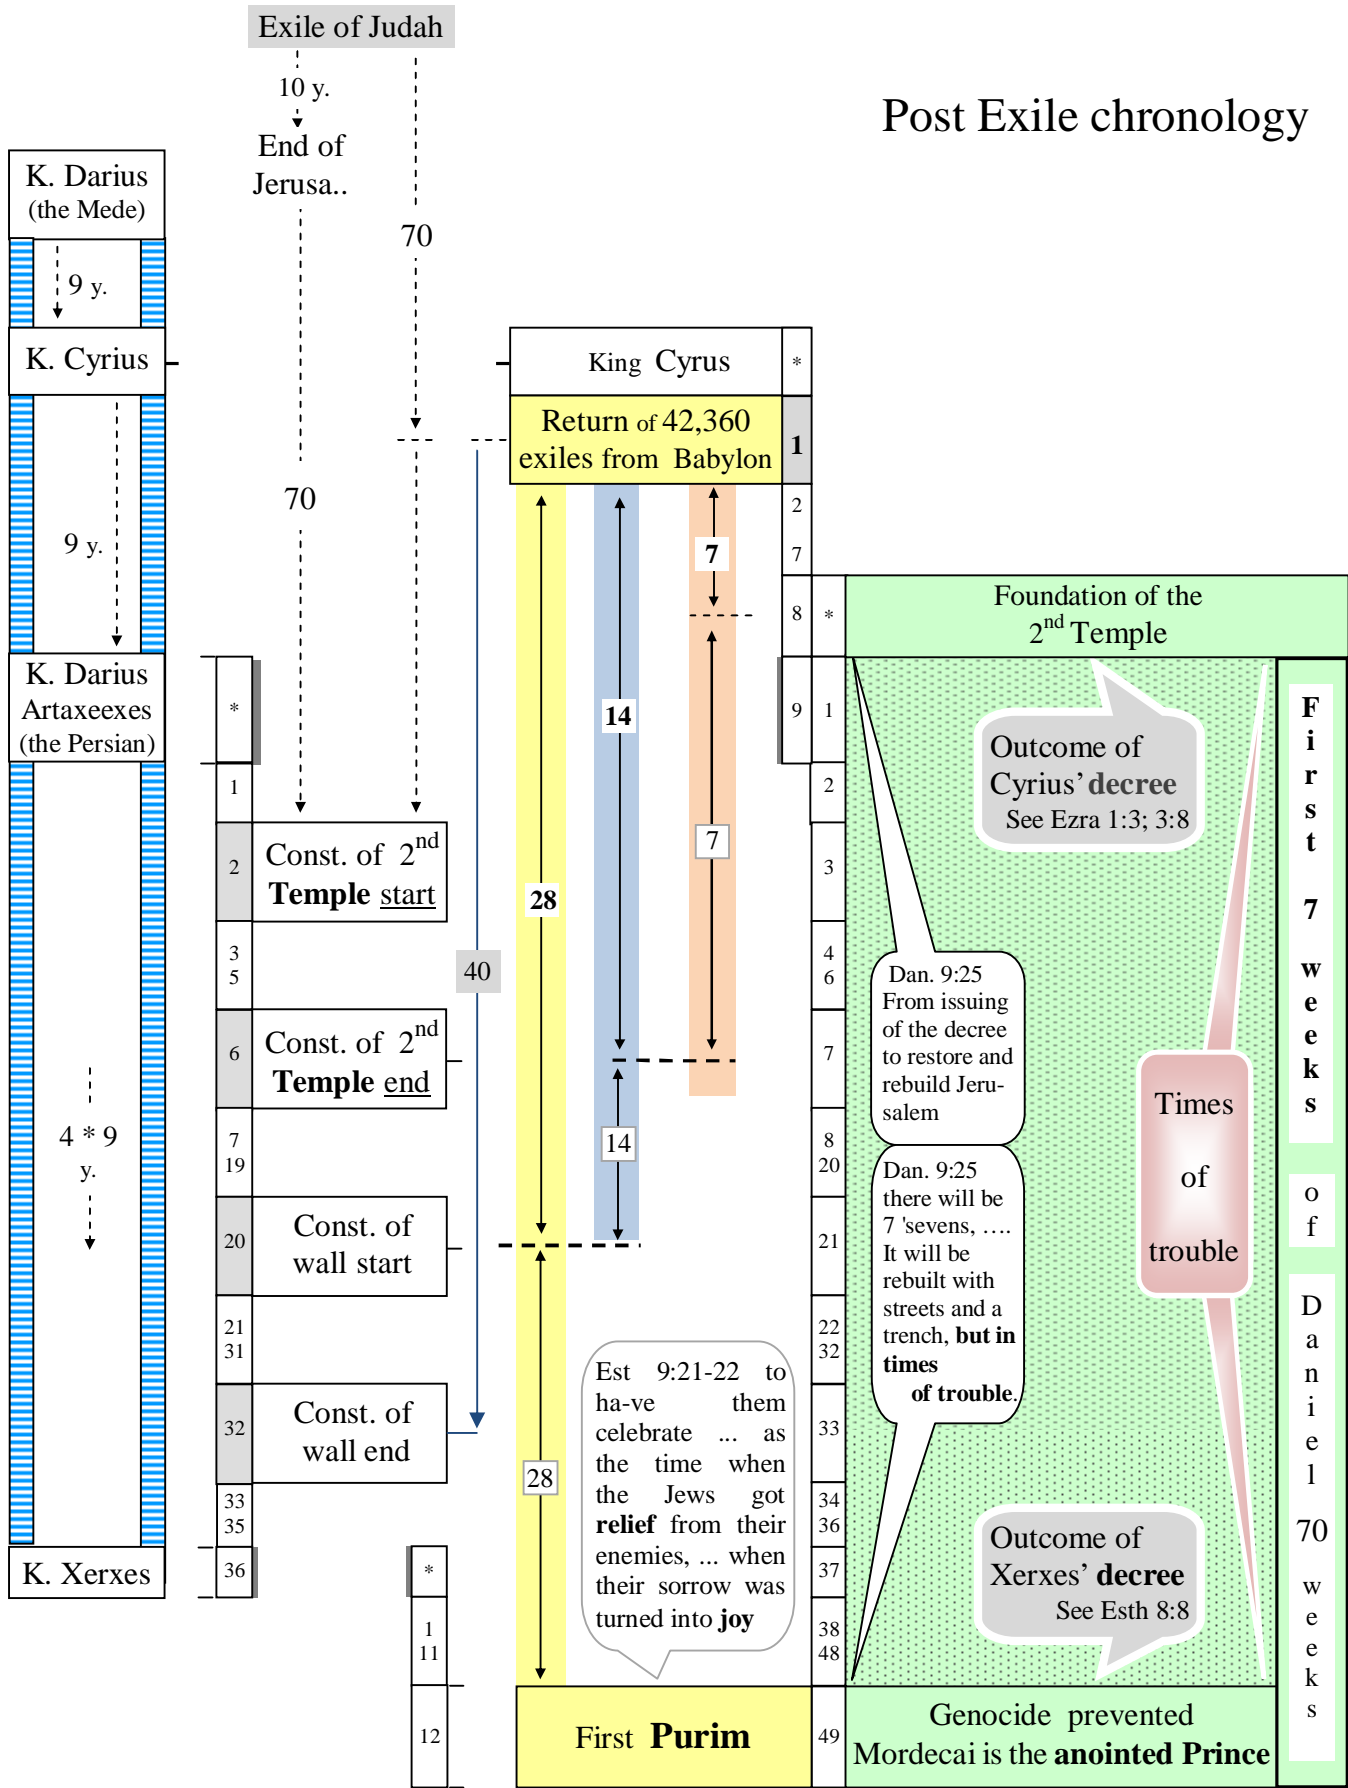 Exile of Judah
10 y.
Post Exile chronology
End of
Jerusa..
K. Darius
(the Mede)
70
9 y.
K. Cyrius
King Cyrus
*
Return of 42,360
exiles from Babylon
1
70
2
7
7
9 y.
8
*
Foundation of the
2nd Temple
K. Darius
Artaxeexes
(the Persian)
*
14
9
1
Outcome of
Cyrius’ decree
See Ezra 1:3; 3:8
1
2
2
Const. of 2nd
Temple start
28
7
3
3
5
40
4
6
Dan. 9:25
From issuing
of the decree
to restore and
rebuild Jeru-
salem
6
Const. of 2nd
Temple end
7
4 * 9
y.
7
19
14
8
20
Dan. 9:25
there will be
7 'sevens, ....
It will be
rebuilt with
streets and a
trench, but in
times
of trouble.
Times
of
trouble
20
Const. of
wall start
21
21
31
22
32
Est 9:21-22 to
ha-ve them
celebrate ... as
the time when
the Jews got
relief from their
enemies, ... when
their sorrow was
turned into joy
32
Const. of
wall end
33
28
33
35
34
36
K. Xerxes
36
*
37
Outcome of
Xerxes’ decree
See Esth 8:8
1
11
38
48
12
First Purim
49
Genocide prevented
Mordecai is the anointed Prince
F
i
r
s
t
7
w
e
e
k
s
o
f
D
a
n
i
e
l
70
w
e
e
k
s